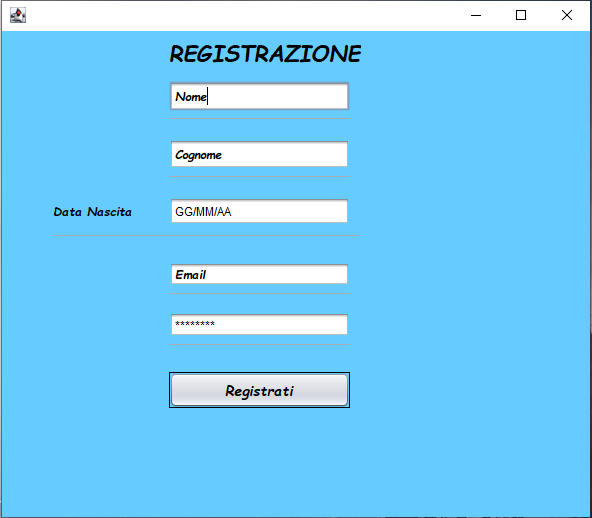 REGISTRAZIONE
Nome
Cognome
Data Nascita GG/MM/AA
Email
********
Registrati